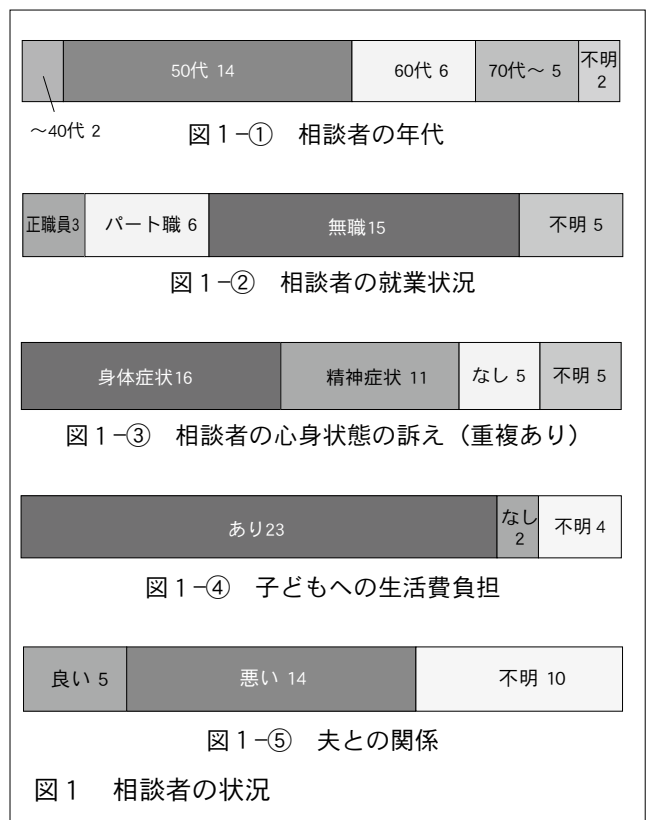 50代 14
60代 6
70代～ 5
不明
2
～40代 2
図1-① 相談者の年代
正職員3
パート職 6
無職15
不明 5
図1-② 相談者の就業状況
身体症状16
精神症状 11
なし 5
不明 5
図1-③ 相談者の心身状態の訴え（重複あり）
あり23
なし
2
不明 4
図1-④ 子どもへの生活費負担
良い 5
悪い 14
不明 10
図1-⑤ 夫との関係
図1 相談者の状況